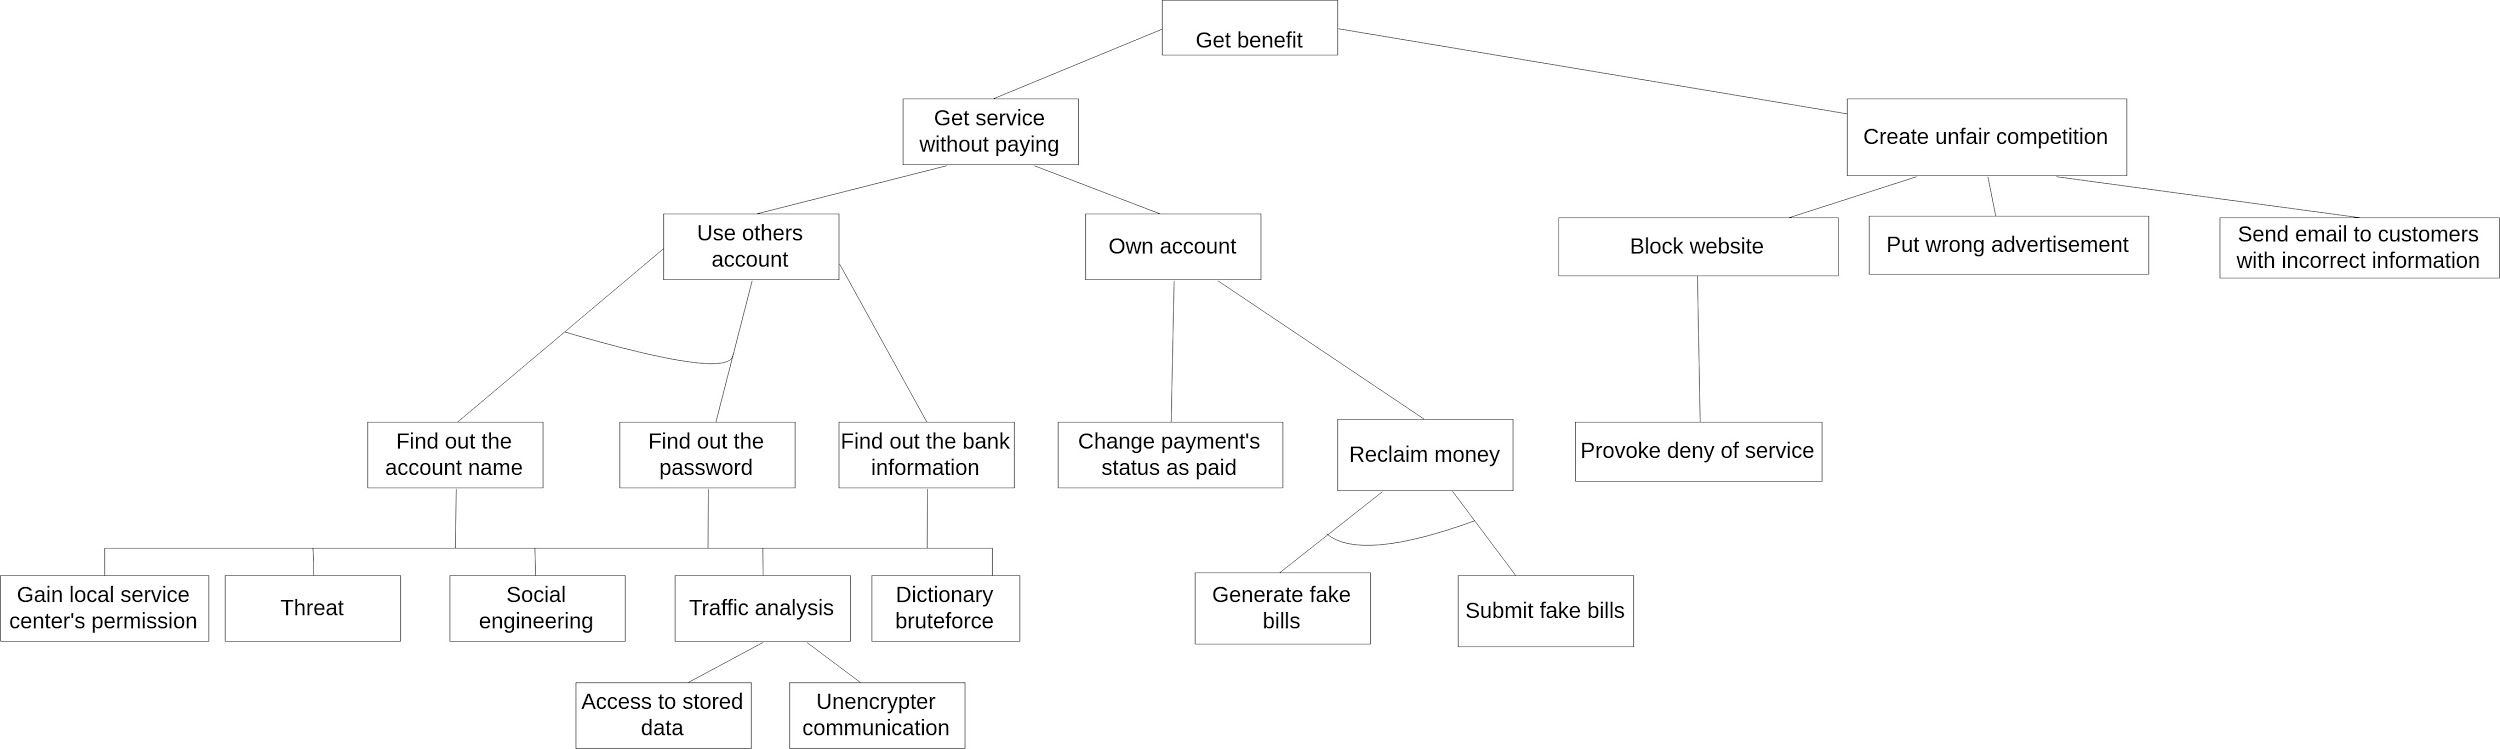 Get benefit
Get service
without paying
Create unfair competition
Use others
account
Own account
Block website
Put wrong advertisement
Send email to customers
with incorrect information
Find out the
account name
Find out the
password
Find out the bank
information
Change payment's
status as paid
Reclaim money
Provoke deny of service
Gain local service
center's permission
Threat
Social
engineering
Traffic analysis
Dictionary
bruteforce
Generate fake
bills
Submit fake bills
Access to stored
data
Unencrypter
communication